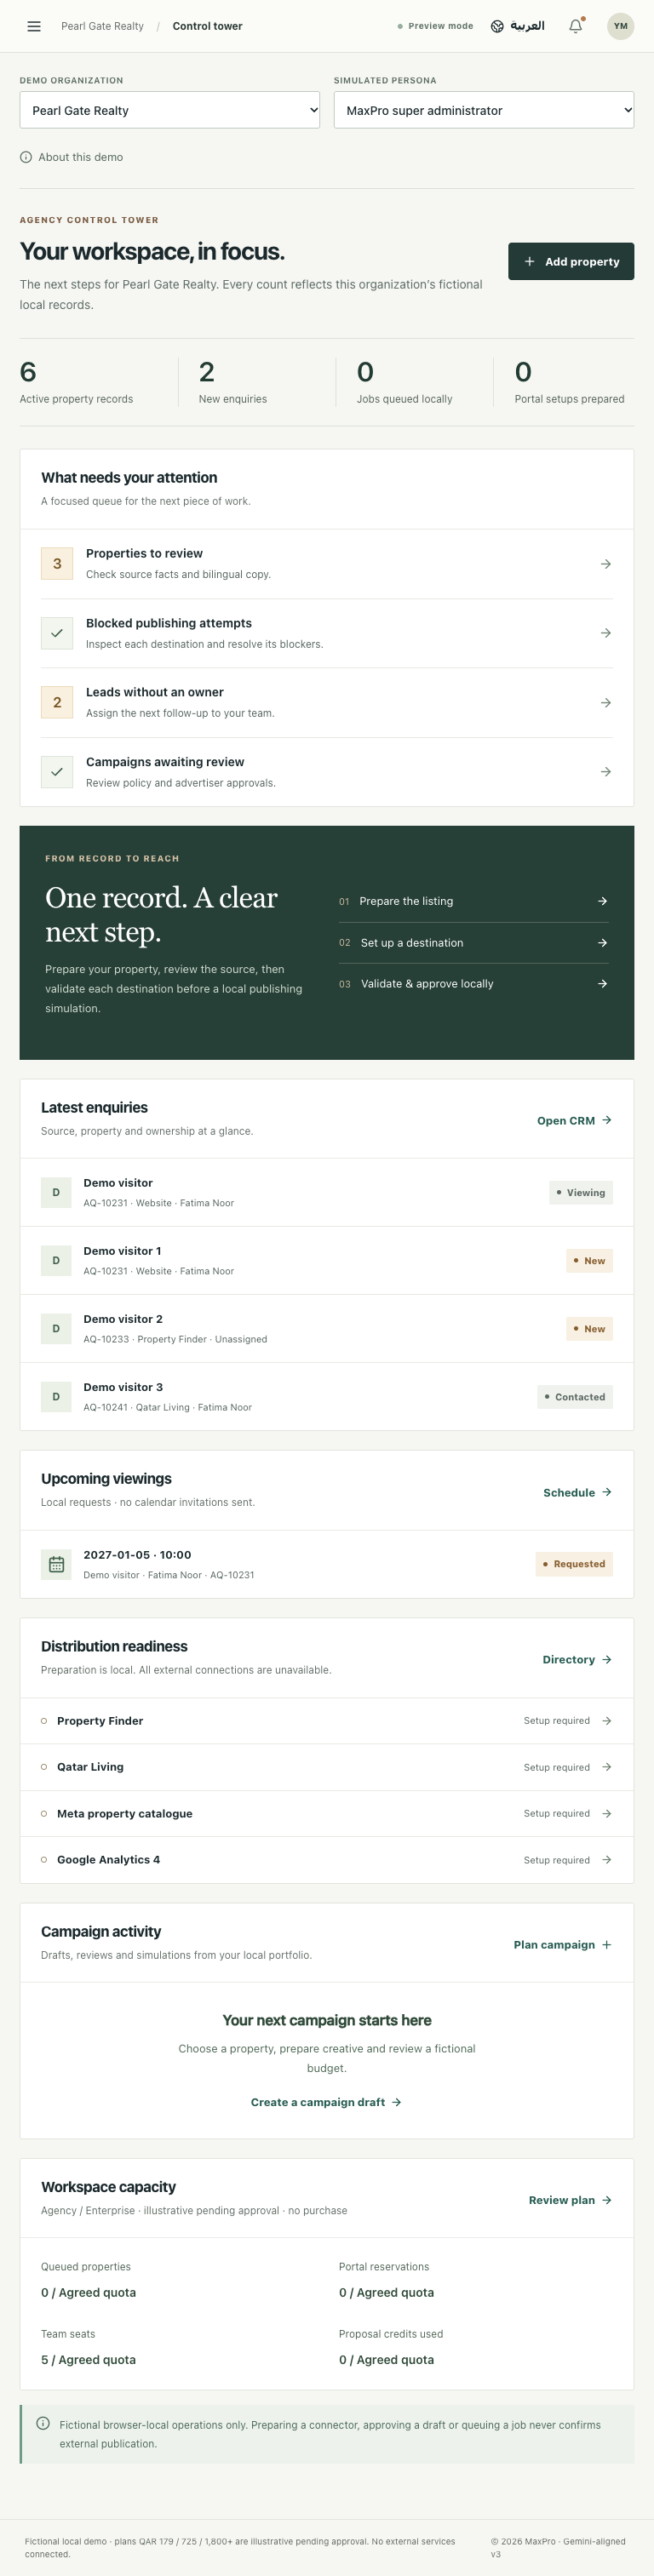 Pearl Gate Realty / Control tower
Preview mode
العربية
YM
DEMO ORGANIZATION
Pearl Gate Realty
SIMULATED PERSONA
MaxPro super administrator
About this demo
AGENCY CONTROL TOWER
Your workspace, in focus.
The next steps for Pearl Gate Realty. Every count reflects this organization's fictional
local records.
Add property
6
Active property records
2
New enquiries
0
Jobs queued locally
0
Portal setups prepared
What needs your attention
A focused queue for the next piece of work.
3
Properties to review
Check source facts and bilingual copy.
Blocked publishing attempts
Inspect each destination and resolve its blockers.
2
Leads without an owner
Assign the next follow-up to your team.
Campaigns awaiting review
Review policy and advertiser approvals.
FROM RECORD TO REACH
One record. A clear
next step.
Prepare your property, review the source, then
validate each destination before a local publishing
simulation.
01 Prepare the listing
02 Set up a destination
03 Validate & approve locally
Latest enquiries
Source, property and ownership at a glance.
Open CRM
D
Demo visitor
AQ-10231 · Website · Fatima Noor
Viewing
D
Demo visitor 1
AQ-10231 · Website · Fatima Noor
New
D
Demo visitor 2
AQ-10233 · Property Finder · Unassigned
New
D
Demo visitor 3
AQ-10241 · Qatar Living · Fatima Noor
Contacted
Upcoming viewings
Local requests · no calendar invitations sent.
Schedule
2027-01-05 · 10:00
Demo visitor · Fatima Noor · AQ-10231
Requested
Distribution readiness
Preparation is local. All external connections are unavailable.
Directory
Property Finder
Setup required
Qatar Living
Setup required
Meta property catalogue
Setup required
Google Analytics 4
Setup required
Campaign activity
Drafts, reviews and simulations from your local portfolio.
Plan campaign
Your next campaign starts here
Choose a property, prepare creative and review a fictional
budget.
Create a campaign draft
Workspace capacity
Agency / Enterprise · illustrative pending approval · no purchase
Review plan
Queued properties
0 / Agreed quota
Portal reservations
0 / Agreed quota
Team seats
5 / Agreed quota
Proposal credits used
0 / Agreed quota
Fictional browser-local operations only. Preparing a connector, approving a draft or queuing a job never confirms
external publication.
Fictional local demo · plans QAR 179 / 725 / 1,800+ are illustrative pending approval. No external services
connected.
© 2026 MaxPro · Gemini-aligned
v3